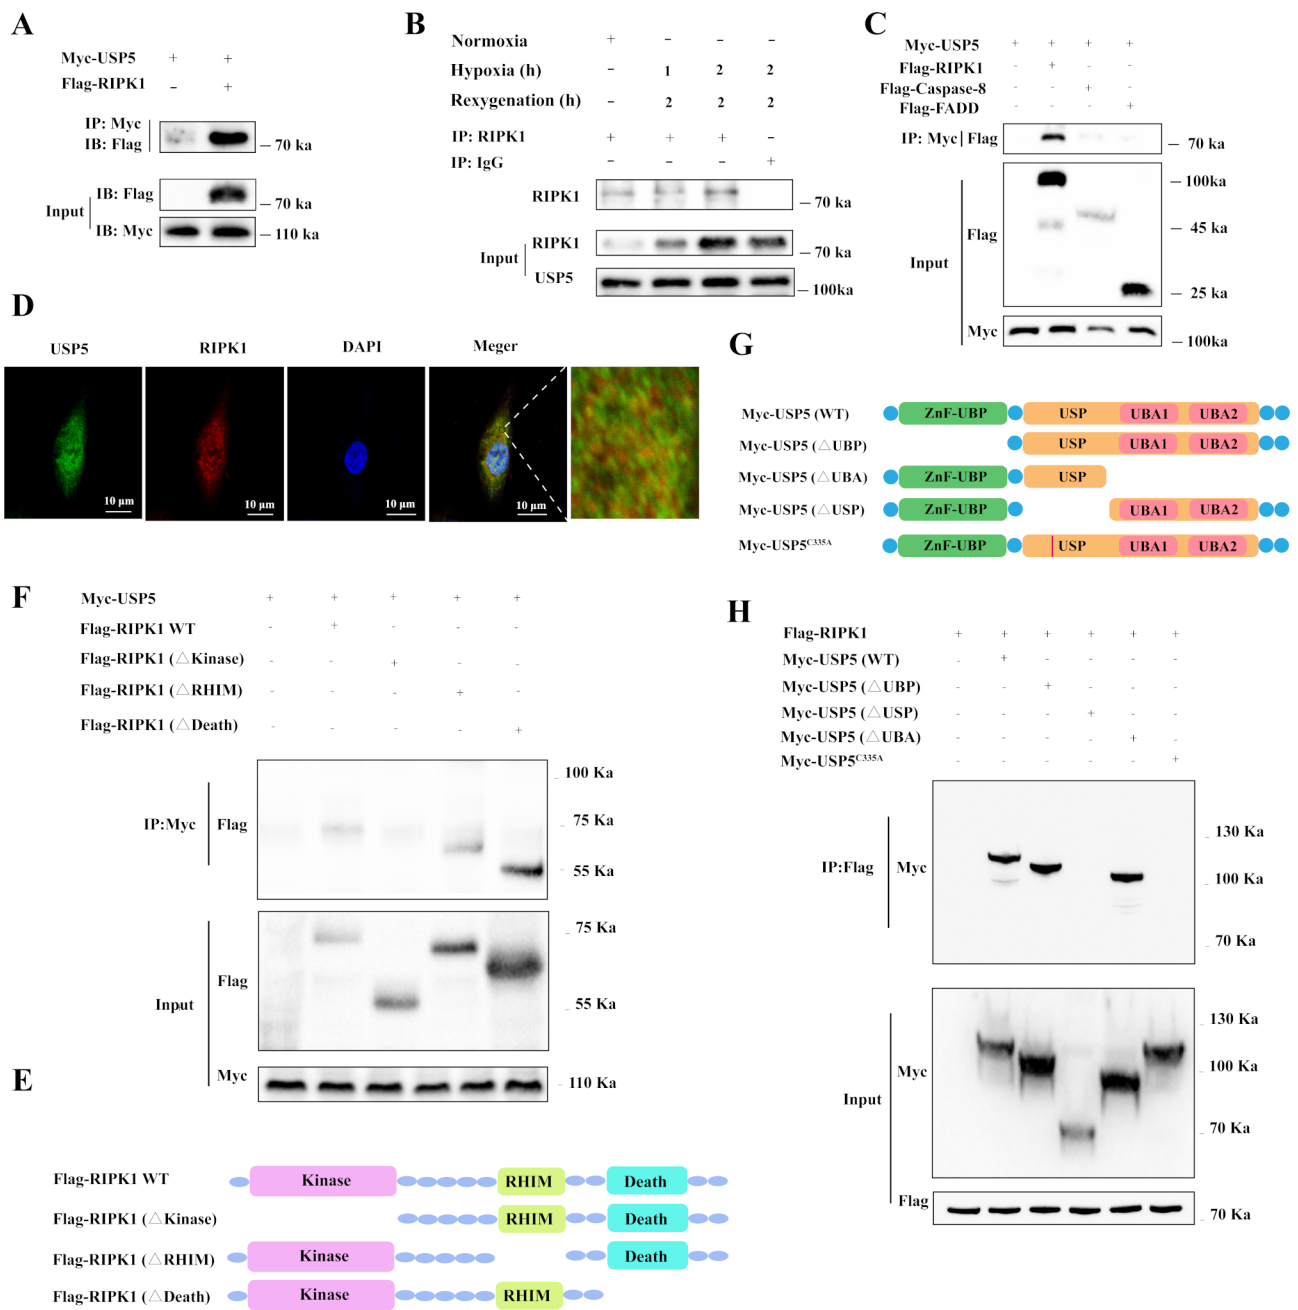 A
Myc-USP5 + +
Flag-RIPK1 − +
IP: Myc
IB: Flag
70 ka
IB: Flag
70 ka
Input
IB: Myc
110 ka
B
Normoxia + − − −
Hypoxia (h) − 1 2 2
Rexygenation (h) − 2 2 2
IP: RIPK1 + + + −
IP: IgG − − − +
RIPK1
70 ka
Input
RIPK1
70 ka
USP5
100ka
C
Myc-USP5 + + + +
Flag-RIPK1 - + - -
Flag-Caspase-8 - - + -
Flag-FADD - - - +
IP: Myc Flag
70 ka
100ka
Flag
45 ka
Input
25 ka
Myc
100ka
D
USP5 RIPK1 DAPI Meger
10 μm 10 μm 10 μm 10 μm
G
Myc-USP5 (WT) ZnF-UBP USP UBA1 UBA2
Myc-USP5 (△UBP) USP UBA1 UBA2
Myc-USP5 (△UBA) ZnF-UBP USP
Myc-USP5 (△USP) ZnF-UBP UBA1 UBA2
Myc-USP5C335A ZnF-UBP USP UBA1 UBA2
F
Myc-USP5 + + + + +
Flag-RIPK1 WT - + - - -
Flag-RIPK1 (△Kinase) - - + - -
Flag-RIPK1 (△RHIM) - - - + -
Flag-RIPK1 (△Death) - - - - +
100 Ka
IP:Myc Flag
75 Ka
55 Ka
75 Ka
Flag
Input
55 Ka
Myc
110 Ka
H
Flag-RIPK1 + + + + + +
Myc-USP5 (WT) - + - - - -
Myc-USP5 (△UBP) - - + - - -
Myc-USP5 (△USP) - - - + - -
Myc-USP5 (△UBA) - - - - + -
Myc-USP5C335A - - - - - +
130 Ka
IP:Flag Myc
100 Ka
70 Ka
130 Ka
Myc
100 Ka
Input
70 Ka
Flag
70 Ka
E
Flag-RIPK1 WT Kinase RHIM Death
Flag-RIPK1 (△Kinase) RHIM Death
Flag-RIPK1 (△RHIM) Kinase Death
Flag-RIPK1 (△Death) Kinase RHIM